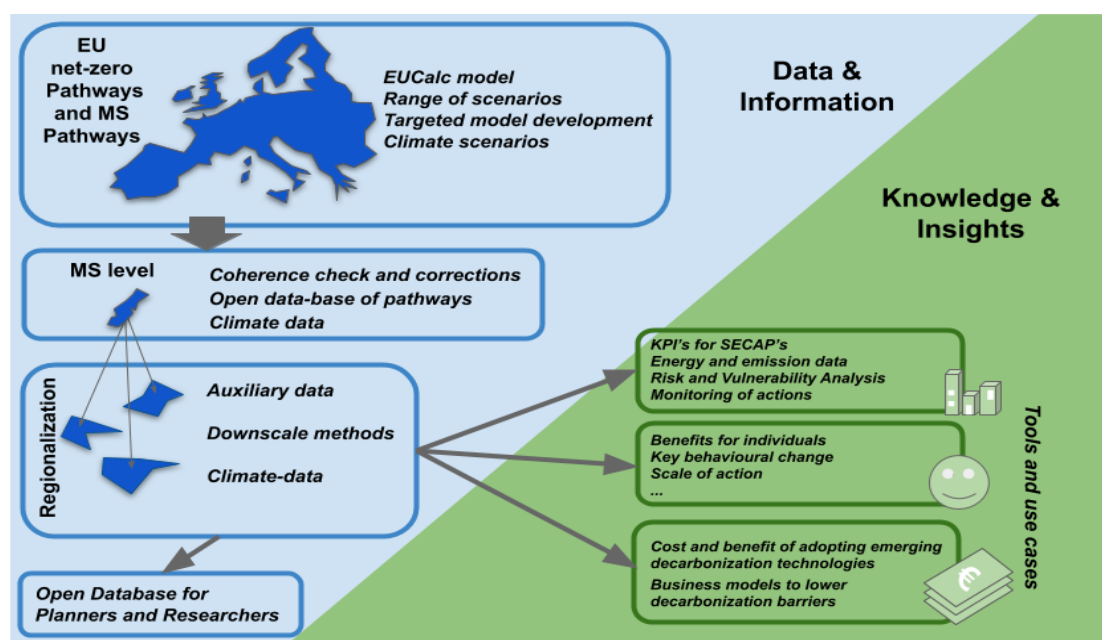 EU
net-zero
Pathways
and MS
Pathways
EUCalc model
Range of scenarios
Targeted model development
Climate scenarios
Data &
Information
Knowledge &
Insights
MS level
Coherence check and corrections
Open data-base of pathways
Climate data
Regionalization
Auxiliary data
Downscale methods
Climate-data
Open Database for
Planners and Researchers
KPI's for SECAP's
Energy and emission data
Risk and Vulnerability Analysis
Monitoring of actions
Benefits for individuals
Key behavioural change
Scale of action
...
Cost and benefit of adopting emerging
decarbonization technologies
Business models to lower
decarbonization barriers
€
Tools and use cases